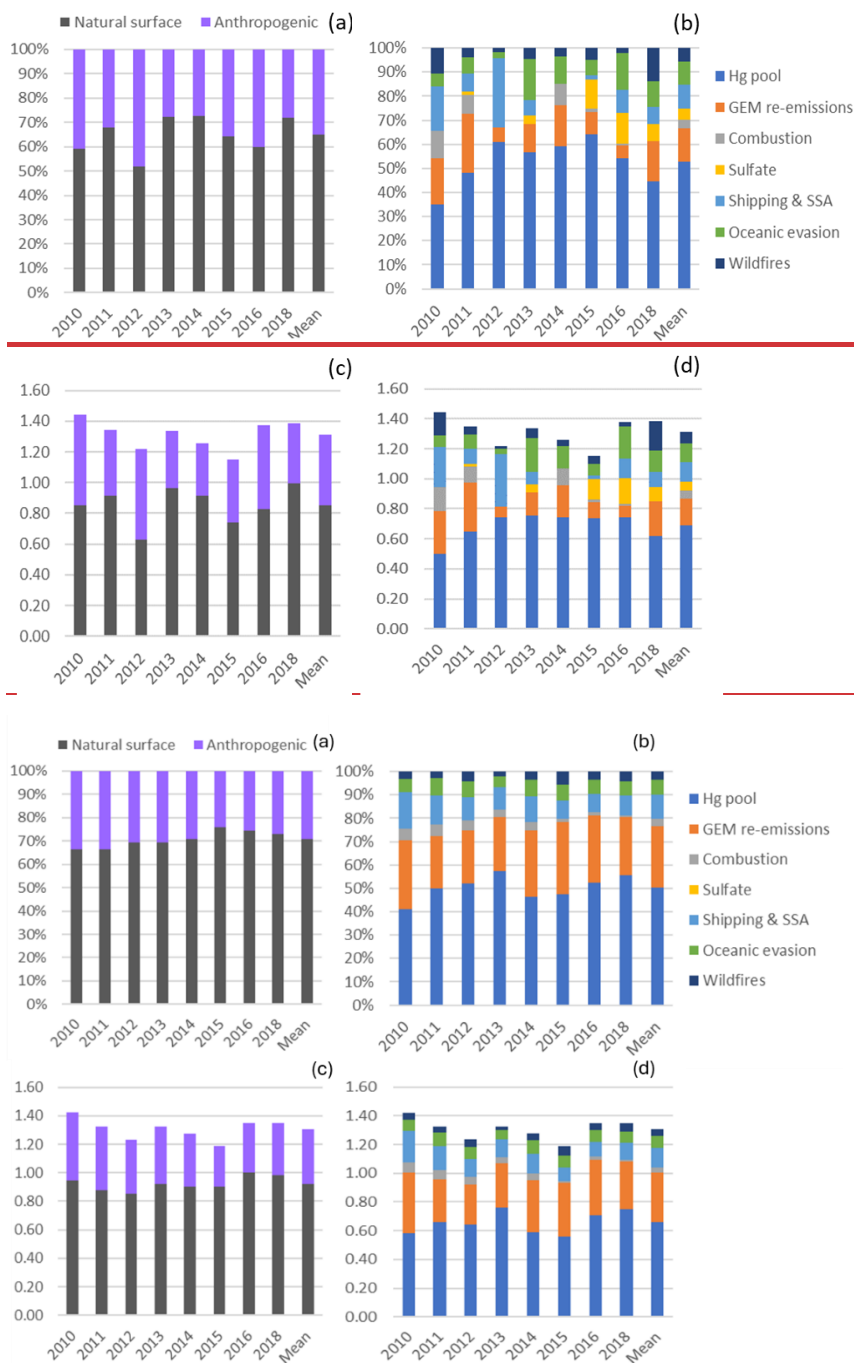 Natural surface Anthropogenic (a)
100%
90%
80%
70%
60%
50%
40%
30%
20%
10%
0%
2010 2011 2012 2013 2014 2015 2016 2018 Mean
(b)
100%
90%
80%
70%
60%
50%
40%
30%
20%
10%
0%
2010 2011 2012 2013 2014 2015 2016 2018 Mean
Hg pool
GEM re-emissions
Combustion
Sulfate
Shipping & SSA
Oceanic evasion
Wildfires
(c)
1.60
1.40
1.20
1.00
0.80
0.60
0.40
0.20
0.00
2010 2011 2012 2013 2014 2015 2016 2018 Mean
(d)
1.60
1.40
1.20
1.00
0.80
0.60
0.40
0.20
0.00
2010 2011 2012 2013 2014 2015 2016 2018 Mean
Natural surface Anthropogenic (a)
100%
90%
80%
70%
60%
50%
40%
30%
20%
10%
0%
2010 2011 2012 2013 2014 2015 2016 2018 Mean
(b)
100%
90%
80%
70%
60%
50%
40%
30%
20%
10%
0%
2010 2011 2012 2013 2014 2015 2016 2018 Mean
Hg pool
GEM re-emissions
Combustion
Sulfate
Shipping & SSA
Oceanic evasion
Wildfires
(c)
1.60
1.40
1.20
1.00
0.80
0.60
0.40
0.20
0.00
2010 2011 2012 2013 2014 2015 2016 2018 Mean
(d)
1.60
1.40
1.20
1.00
0.80
0.60
0.40
0.20
0.00
2010 2011 2012 2013 2014 2015 2016 2018 Mean